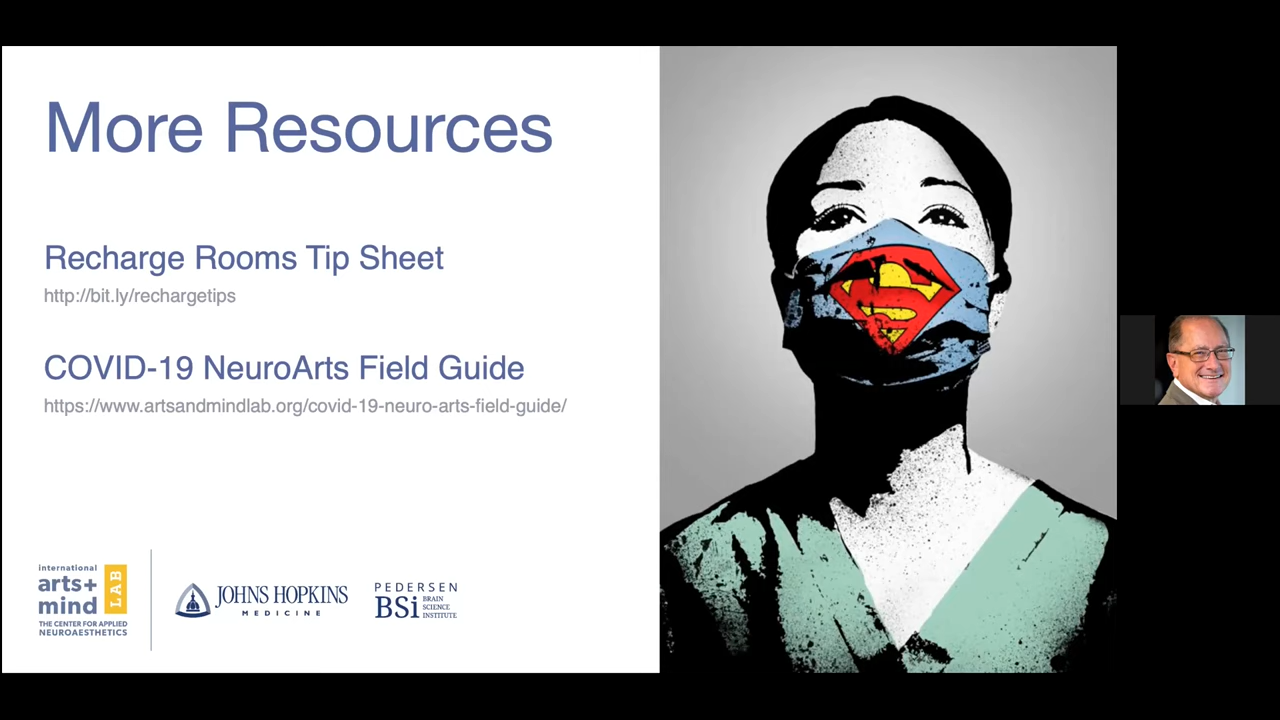 More Resources
Recharge Rooms Tip Sheet
http://bit.ly/rechargetips
COVID-19 NeuroArts Field Guide
https://www.artsandmindlab.org/covid-19-neuro-arts-field-guide/
international
arts+
mind
LAB
THE CENTER FOR APPLIED
NEUROAESTHETICS
JOHNS HOPKINS
MEDICINE
PEDERSEN
BSi
BRAIN
SCIENCE
INSTITUTE